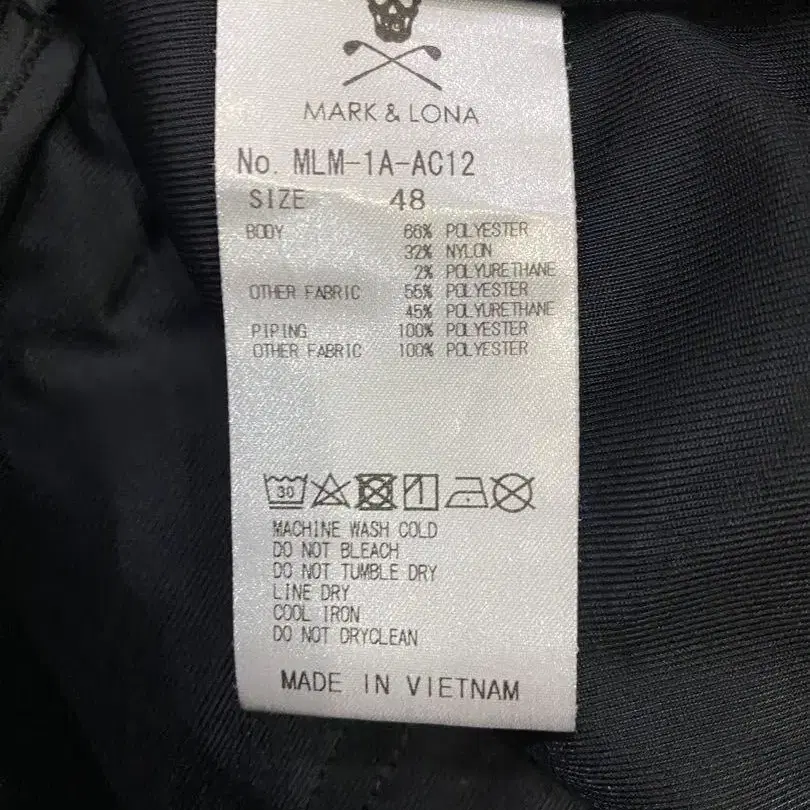 MARK & LONA
No. MLM-1A-AC12
SIZE 48
BODY 66% POLYESTER
32% NYLON
2% POLYURETHANE
OTHER FABRIC 55% POLYESTER
45% POLYURETHANE
PIPING 100% POLYESTER
OTHER FABRIC 100% POLYESTER
30
MACHINE WASH COLD
DO NOT BLEACH
DO NOT TUMBLE DRY
LINE DRY
COOL IRON
DO NOT DRYCLEAN
MADE IN VIETNAM